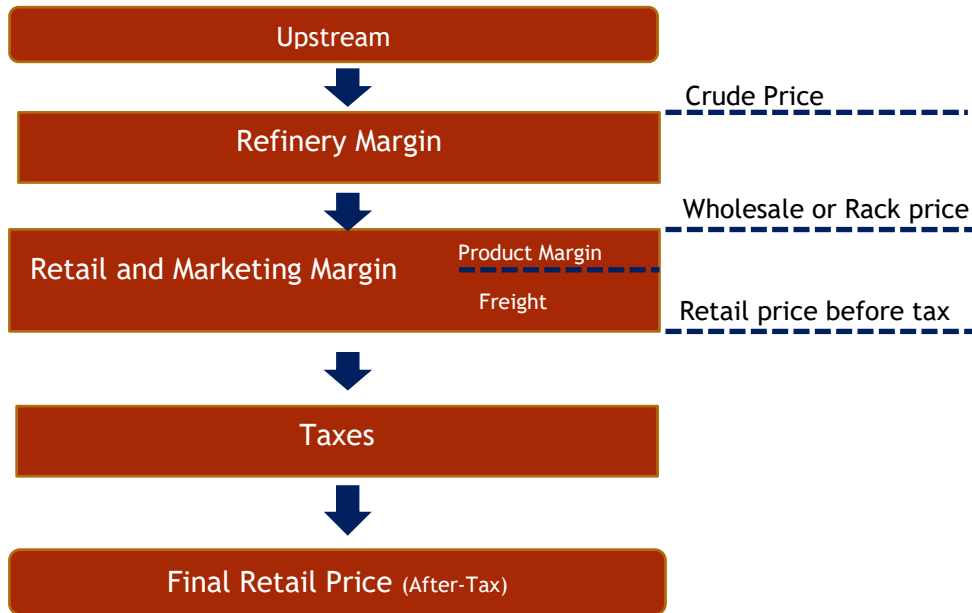 Upstream
Crude Price
Refinery Margin
Wholesale or Rack price
Retail and Marketing Margin
Product Margin
Freight
Retail price before tax
Taxes
Final Retail Price (After-Tax)